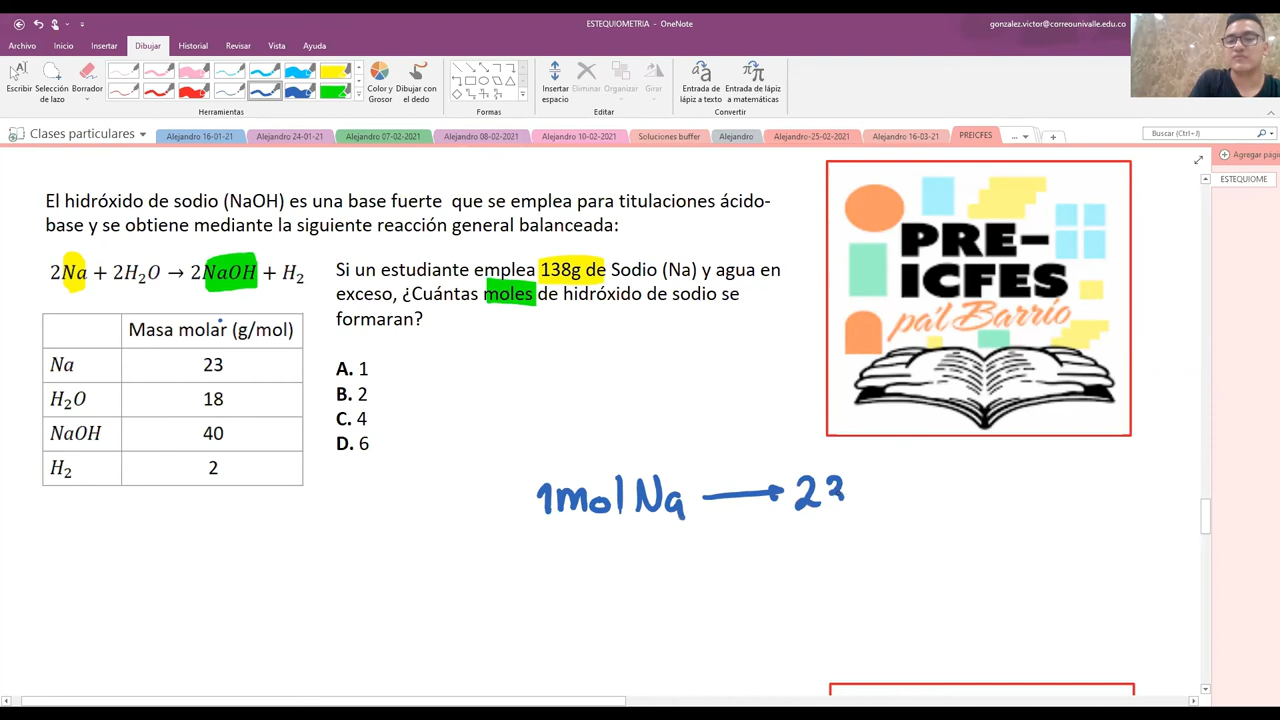 ESTEQUIOMETRIA - OneNote
gonzalez.victor@correounivalle.edu.co
Archivo Inicio Insertar Dibujar Historial Revisar Vista Ayuda
Escribir Selección de lazo Borrador Color y Grosor Dibujar con el dedo Insertar espacio Eliminar Organizar Girar Entrada de lápiz a texto Entrada de lápiz a matemáticas
Herramientas Formas Editar Convertir
Clases particulares Alejandro 16-01-21 Alejandro 24-01-21 Alejandro 07-02-2021 Alejandro 08-02-2021 Alejandro 10-02-2021 Soluciones buffer Alejandro Alejandro-25-02-2021 Alejandro 16-03-21 PREICFES ... Buscar (Ctrl+J)
Agregar pági
ESTEQUIOME
El hidróxido de sodio (NaOH) es una base fuerte que se emplea para titulaciones ácido-
base y se obtiene mediante la siguiente reacción general balanceada:
2Na + 2H₂O → 2NaOH + H₂
Si un estudiante emplea 138g de Sodio (Na) y agua en
exceso, ¿Cuántas moles de hidróxido de sodio se
formaran?
Masa molar (g/mol)
Na 23
H₂O 18
NaOH 40
H₂ 2
A. 1
B. 2
C. 4
D. 6
PRE-
ICFES
pa'l Barrio
1mol Na → 23